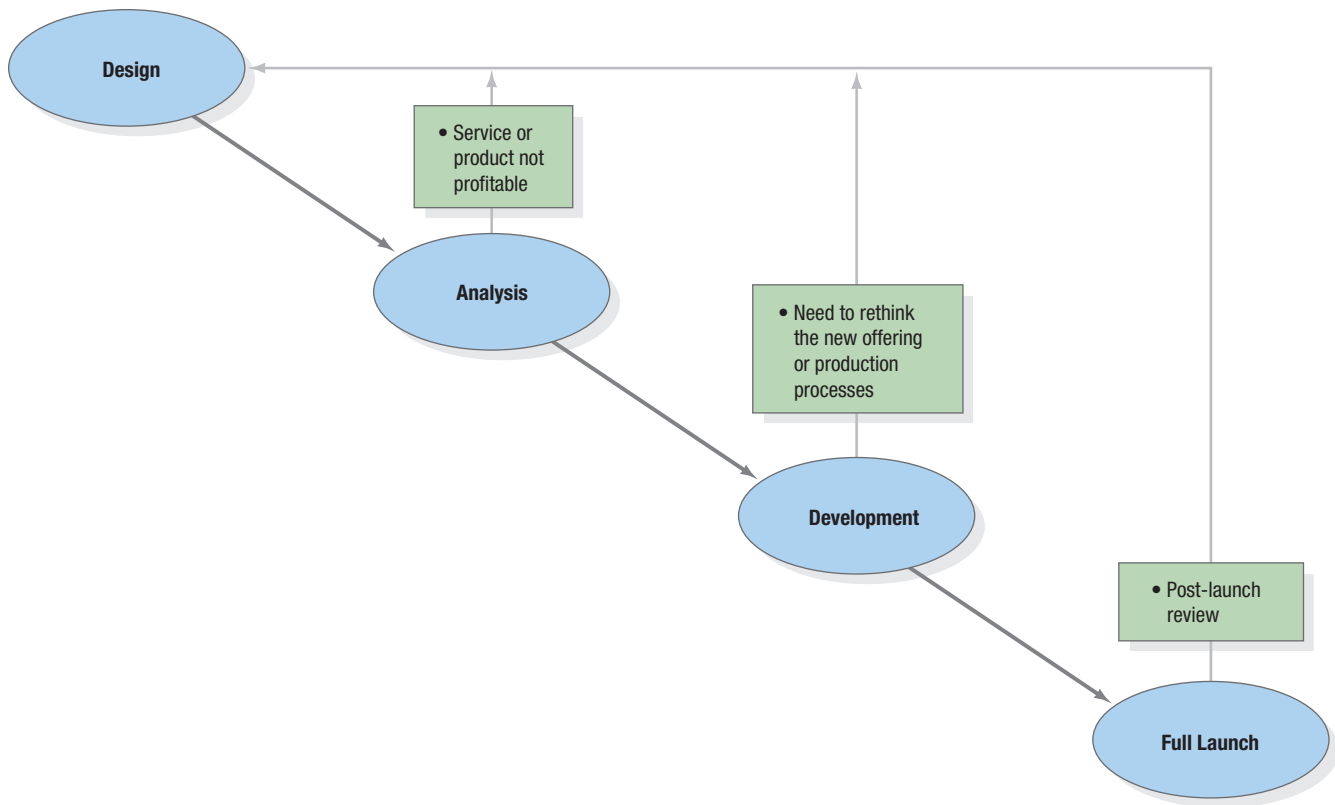 Design
• Service or
product not
profitable
Analysis
• Need to rethink
the new offering
or production
processes
Development
• Post-launch
review
Full Launch